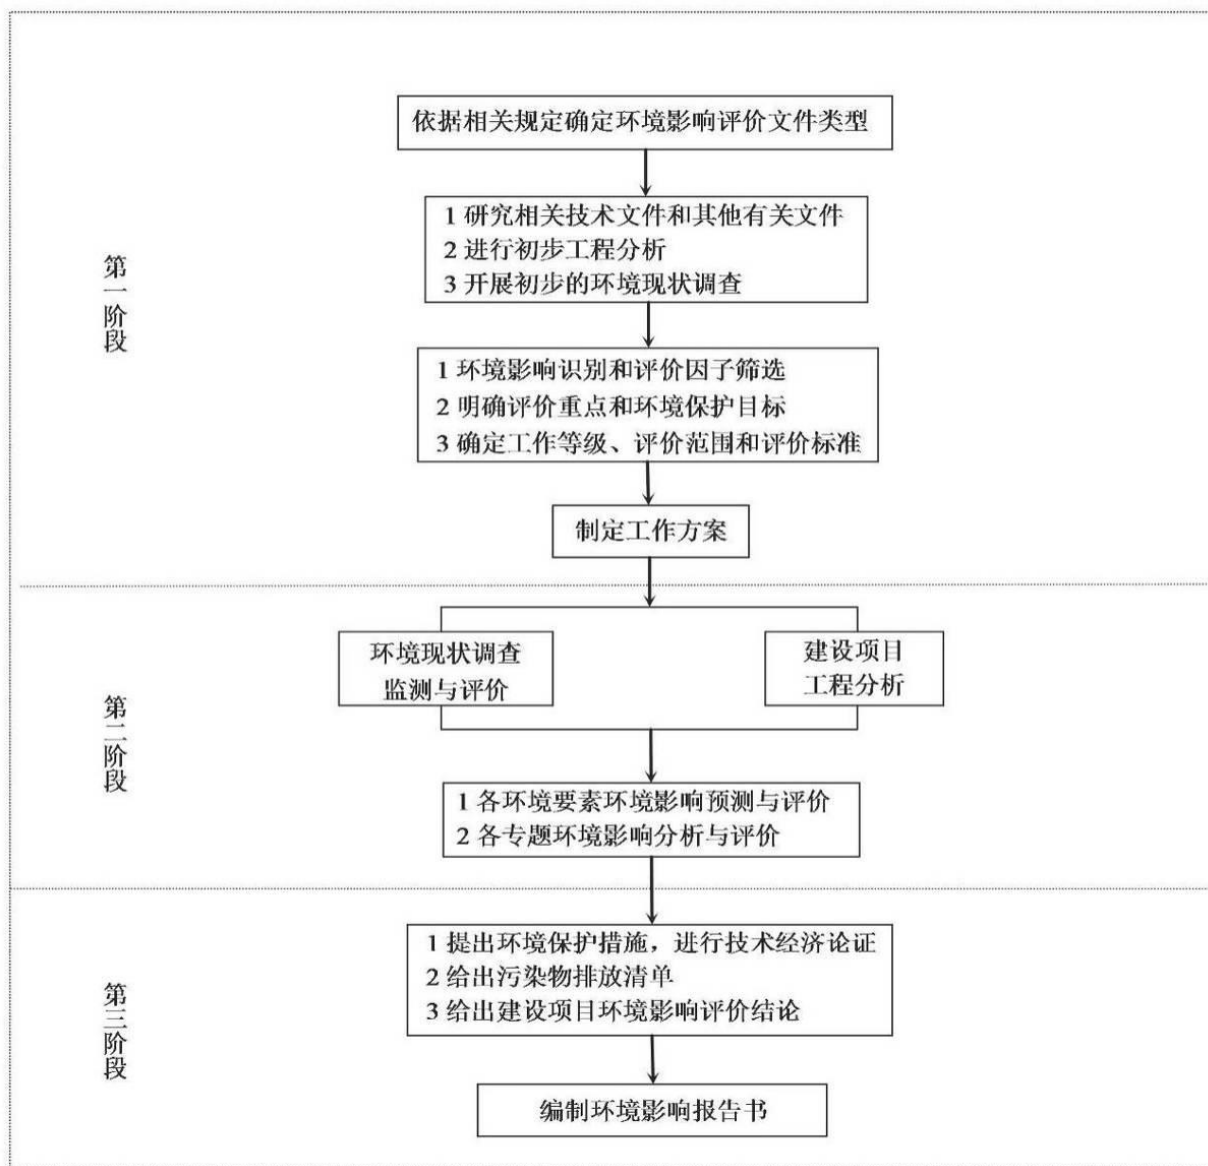 依据相关规定确定环境影响评价文件类型
1 研究相关技术文件和其他有关文件
2 进行初步工程分析
3 开展初步的环境现状调查
第一阶段
1 环境影响识别和评价因子筛选
2 明确评价重点和环境保护目标
3 确定工作等级、评价范围和评价标准
制定工作方案
环境现状调查
监测与评价
建设项目
工程分析
第二阶段
1 各环境要素环境影响预测与评价
2 各专题环境影响分析与评价
1 提出环境保护措施，进行技术经济论证
2 给出污染物排放清单
3 给出建设项目环境影响评价结论
第三阶段
编制环境影响报告书